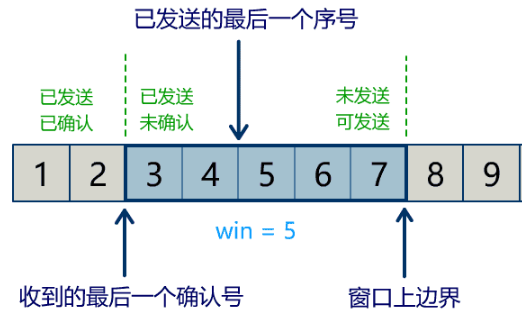 已发送的最后一个序号
已发送 已发送 未发送
已确认 未确认 可发送
1 2 3 4 5 6 7 8 9
win = 5
收到的最后一个确认号 窗口上边界